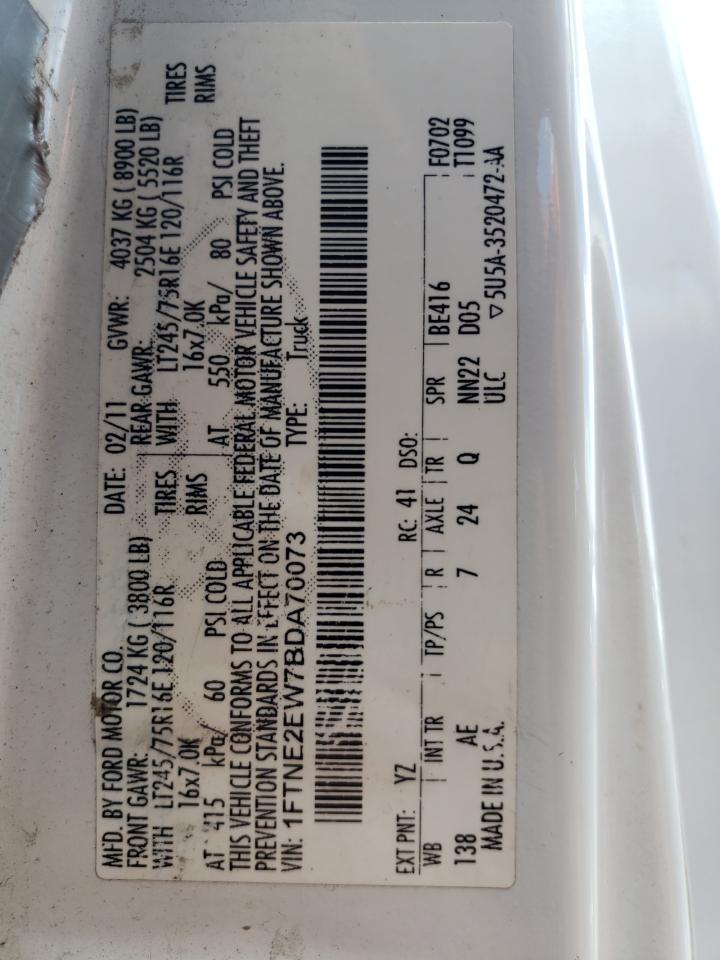 MFD. BY FORD MOTOR CO. DATE: 02/11 GVWR: 4037 KG ( 8900 LB)
FRONT GAWR: 1724 KG ( 3800 LB) REAR GAWR: 2504 KG ( 5520 LB)
WITH LT245/75R16E 120/116R TIRES WITH LT245/75R16E 120/116R TIRES
16x7.0K RIMS 16x7.0K RIMS
AT 415 kPa/ 60 PSI COLD AT 550 kPa/ 80 PSI COLD
THIS VEHICLE CONFORMS TO ALL APPLICABLE FEDERAL MOTOR VEHICLE SAFETY AND THEFT
PREVENTION STANDARDS IN EFFECT ON THE DATE OF MANUFACTURE SHOWN ABOVE.
VIN: 1FTNE2EW7BDA70073 TYPE: Truck
EXT PNT: YZ RC: 41 DSO:
WB INT TR TP/PS R AXLE TR SPR BE416 F0702
138 AE 7 24 Q NN22 D05 T1099
MADE IN U.S.A. ULC ▽ 5U5A-3520472-AA